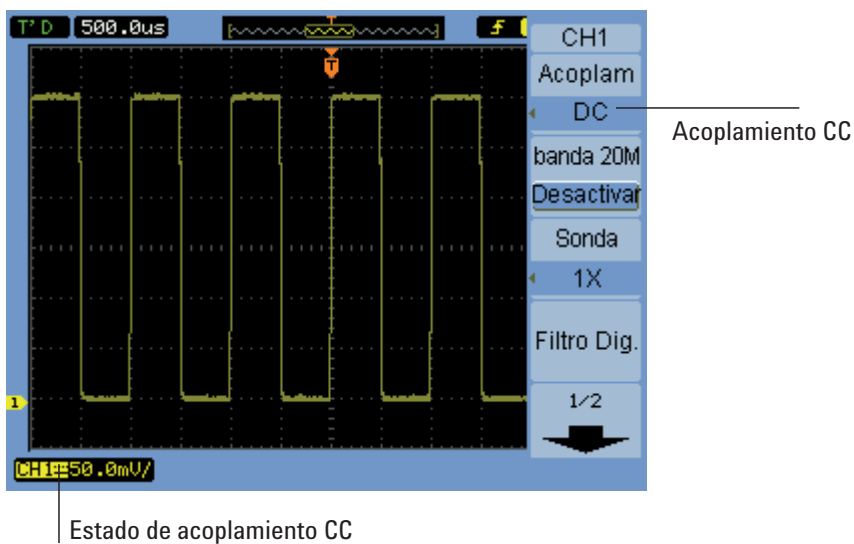 T'D 500.0us
T
T
CH1
Acoplam
DC
Acoplamiento CC
banda 20M
Desactivar
Sonda
1X
Filtro Dig.
1/2
1
CH1 50.0mV/
Estado de acoplamiento CC